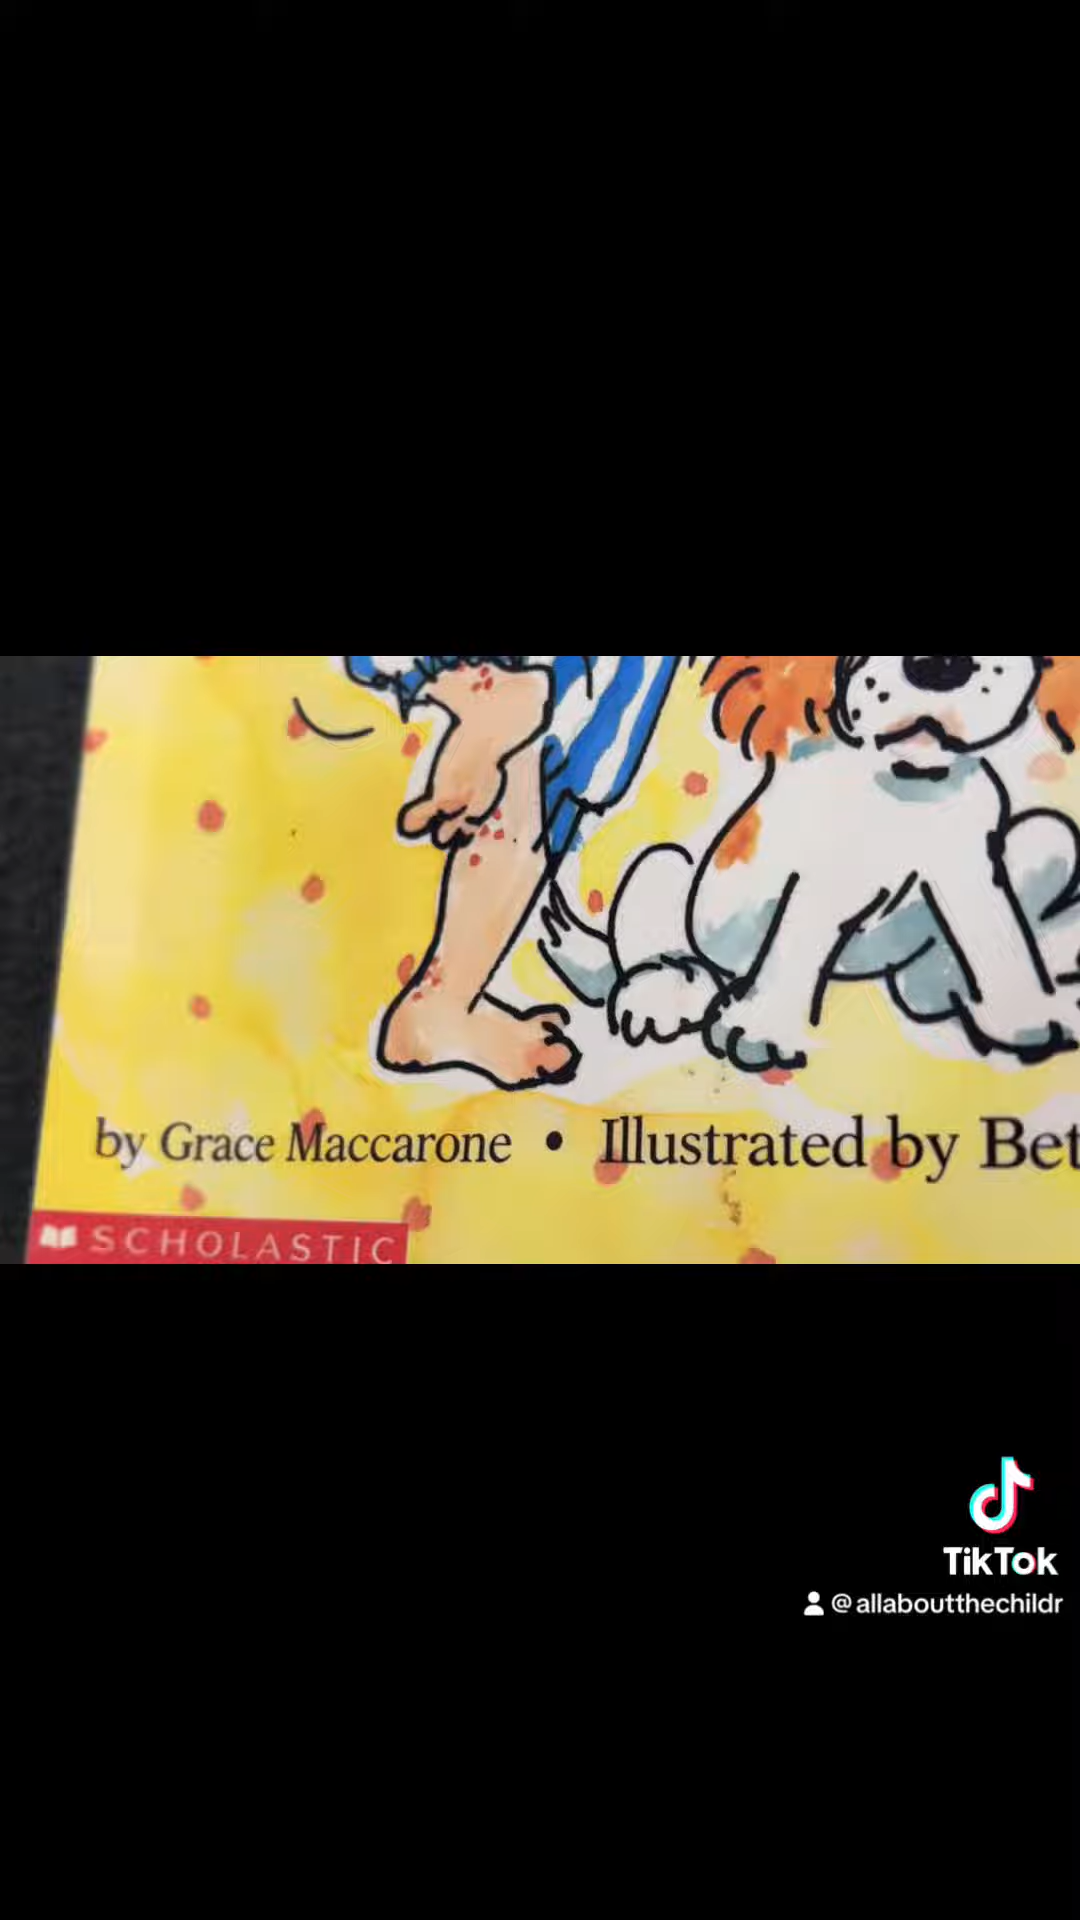 by Grace Maccarone • Illustrated by Bet
SCHOLASTIC
TikTok
@allaboutthechildr